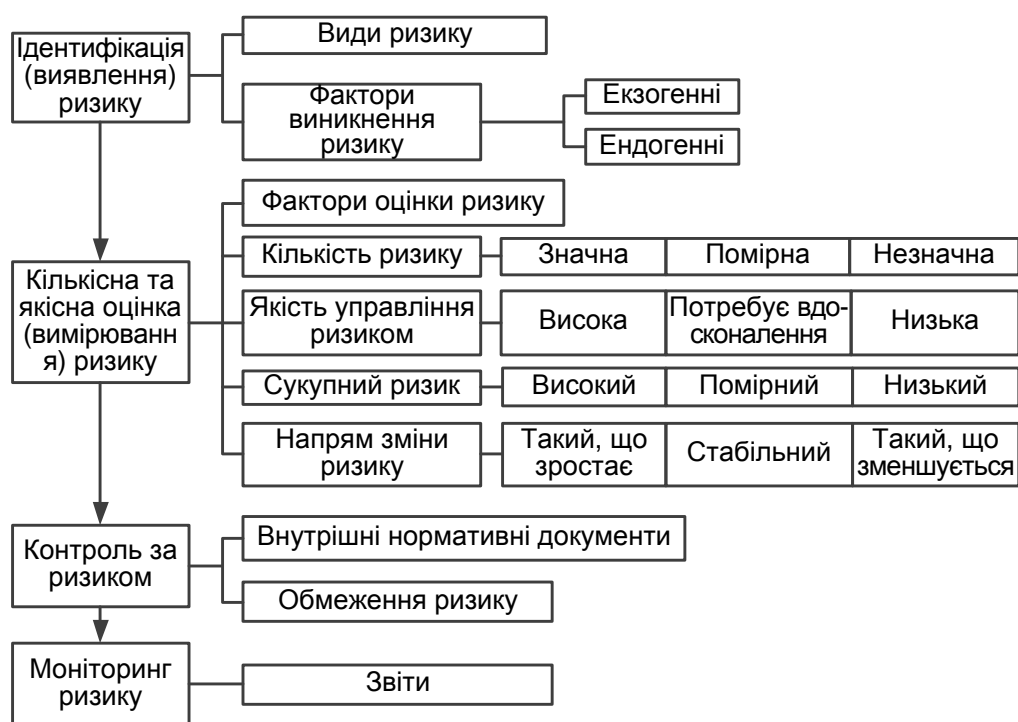 Ідентифікація
(виявлення)
ризику
Види ризику
Фактори
виникнення
ризику
Екзогенні
Ендогенні
Кількісна та
якісна оцінка
(вимірюванн
я) ризику
Фактори оцінки ризику
Кількість ризику
Значна
Помірна
Незначна
Якість управління
ризиком
Висока
Потребує вдо-
сконалення
Низька
Сукупний ризик
Високий
Помірний
Низький
Напрям зміни
ризику
Такий, що
зростає
Стабільний
Такий, що
зменшується
Контроль за
ризиком
Внутрішні нормативні документи
Обмеження ризику
Моніторинг
ризику
Звіти